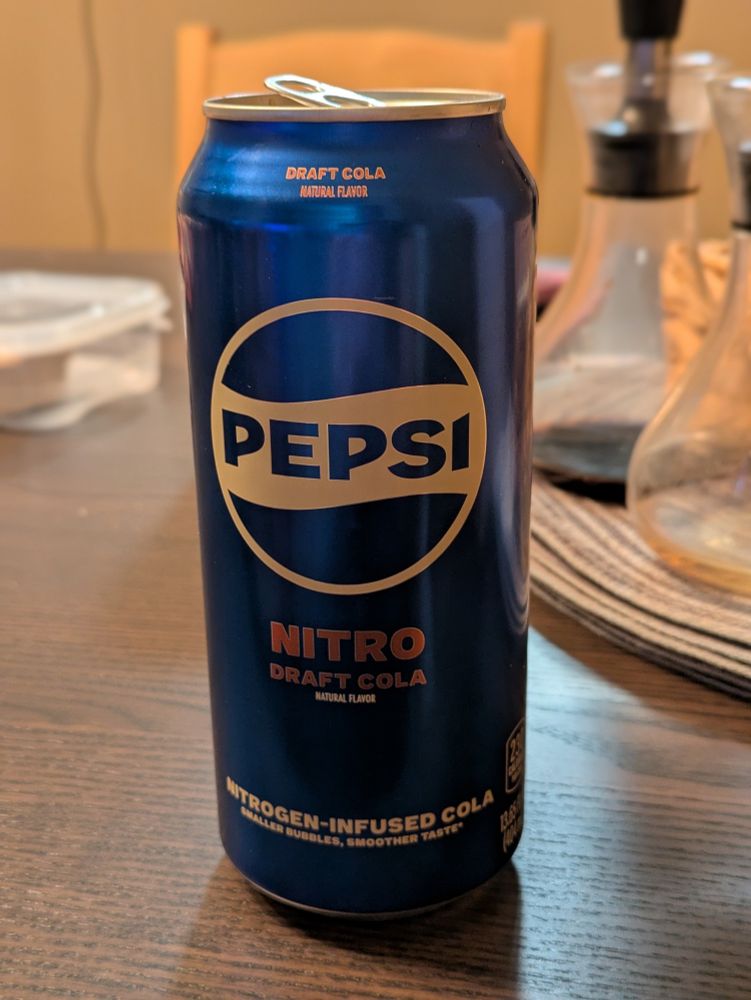 DRAFT COLA
NATURAL FLAVOR
PEPSI
NITRO
DRAFT COLA
NATURAL FLAVOR
NITROGEN-INFUSED COLA
SMALLER BUBBLES, SMOOTHER TASTE*